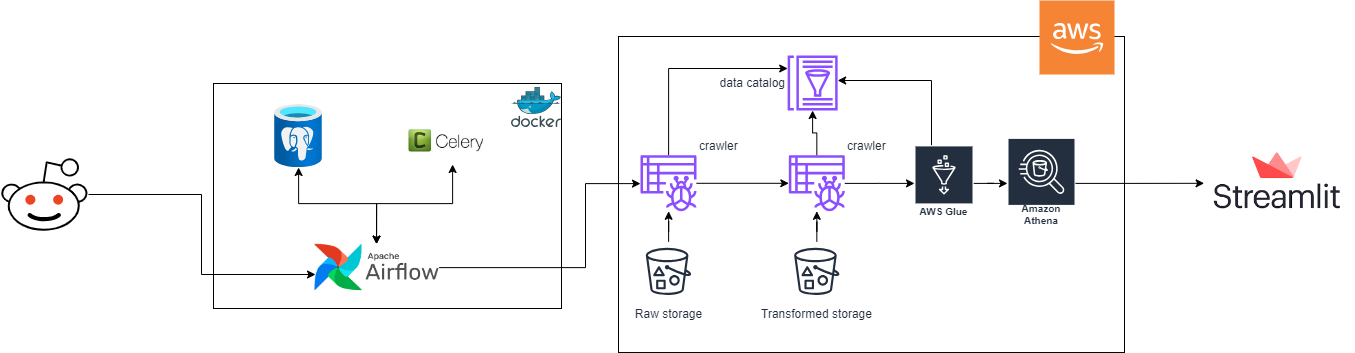 aws
data catalog
docker
C
Celery
crawler
crawler
AWS Glue
Amazon
Athena
Streamlit
Apache
Airflow
Raw storage
Transformed storage